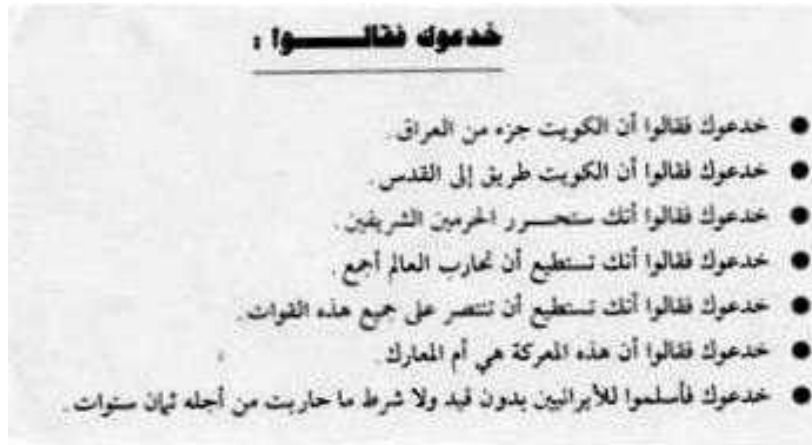 خدعوك فقالـــــوا :
● خدعوك فقالوا أن الكويت جزء من العراق .
● خدعوك فقالوا أن الكويت طريق إلى القدس .
● خدعوك فقالوا أنك ستحـــرر الحرمين الشريفين .
● خدعوك فقالوا أنك تستطيع أن تحارب العالم أجمع .
● خدعوك فقالوا أنك تستطيع أن تنتصر على جميع هذه القوات .
● خدعوك فقالوا أن هذه المعركة هي أم المعارك .
● خدعوك فأسلموا للأيرانيين بدون قيد ولا شرط ما حاربت من أجله ثمان سنوات .